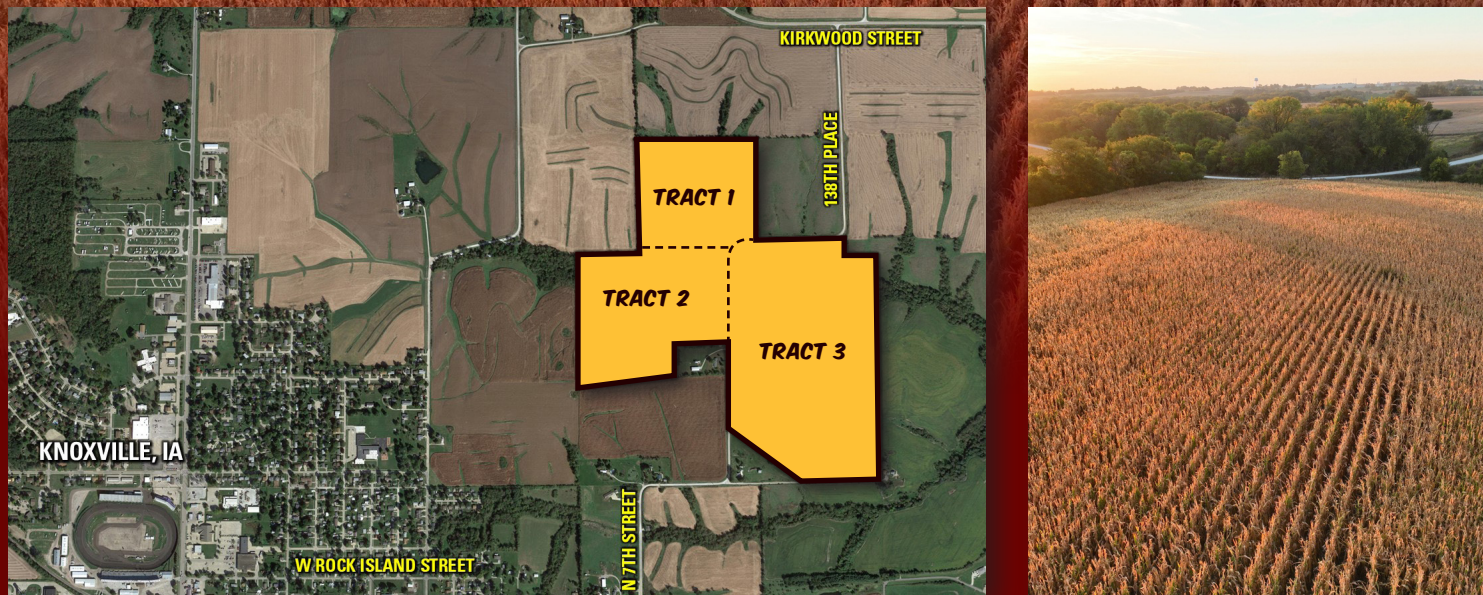 KIRKWOOD STREET
138TH PLACE
TRACT 1
TRACT 2
TRACT 3
KNOXVILLE, IA
N 7TH STREET
W ROCK ISLAND STREET